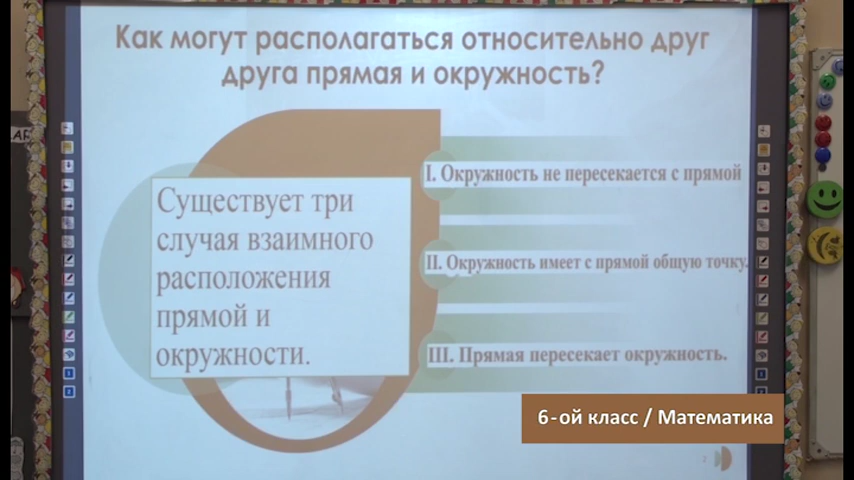 Как могут располагаться относительно друг
друга прямая и окружность?
Существует три
случая взаимного
расположения
прямой и
окружности.
I. Окружность не пересекается с прямой
II. Окружность имеет с прямой общую точку.
III. Прямая пересекает окружность.
6-ой класс / Математика
2